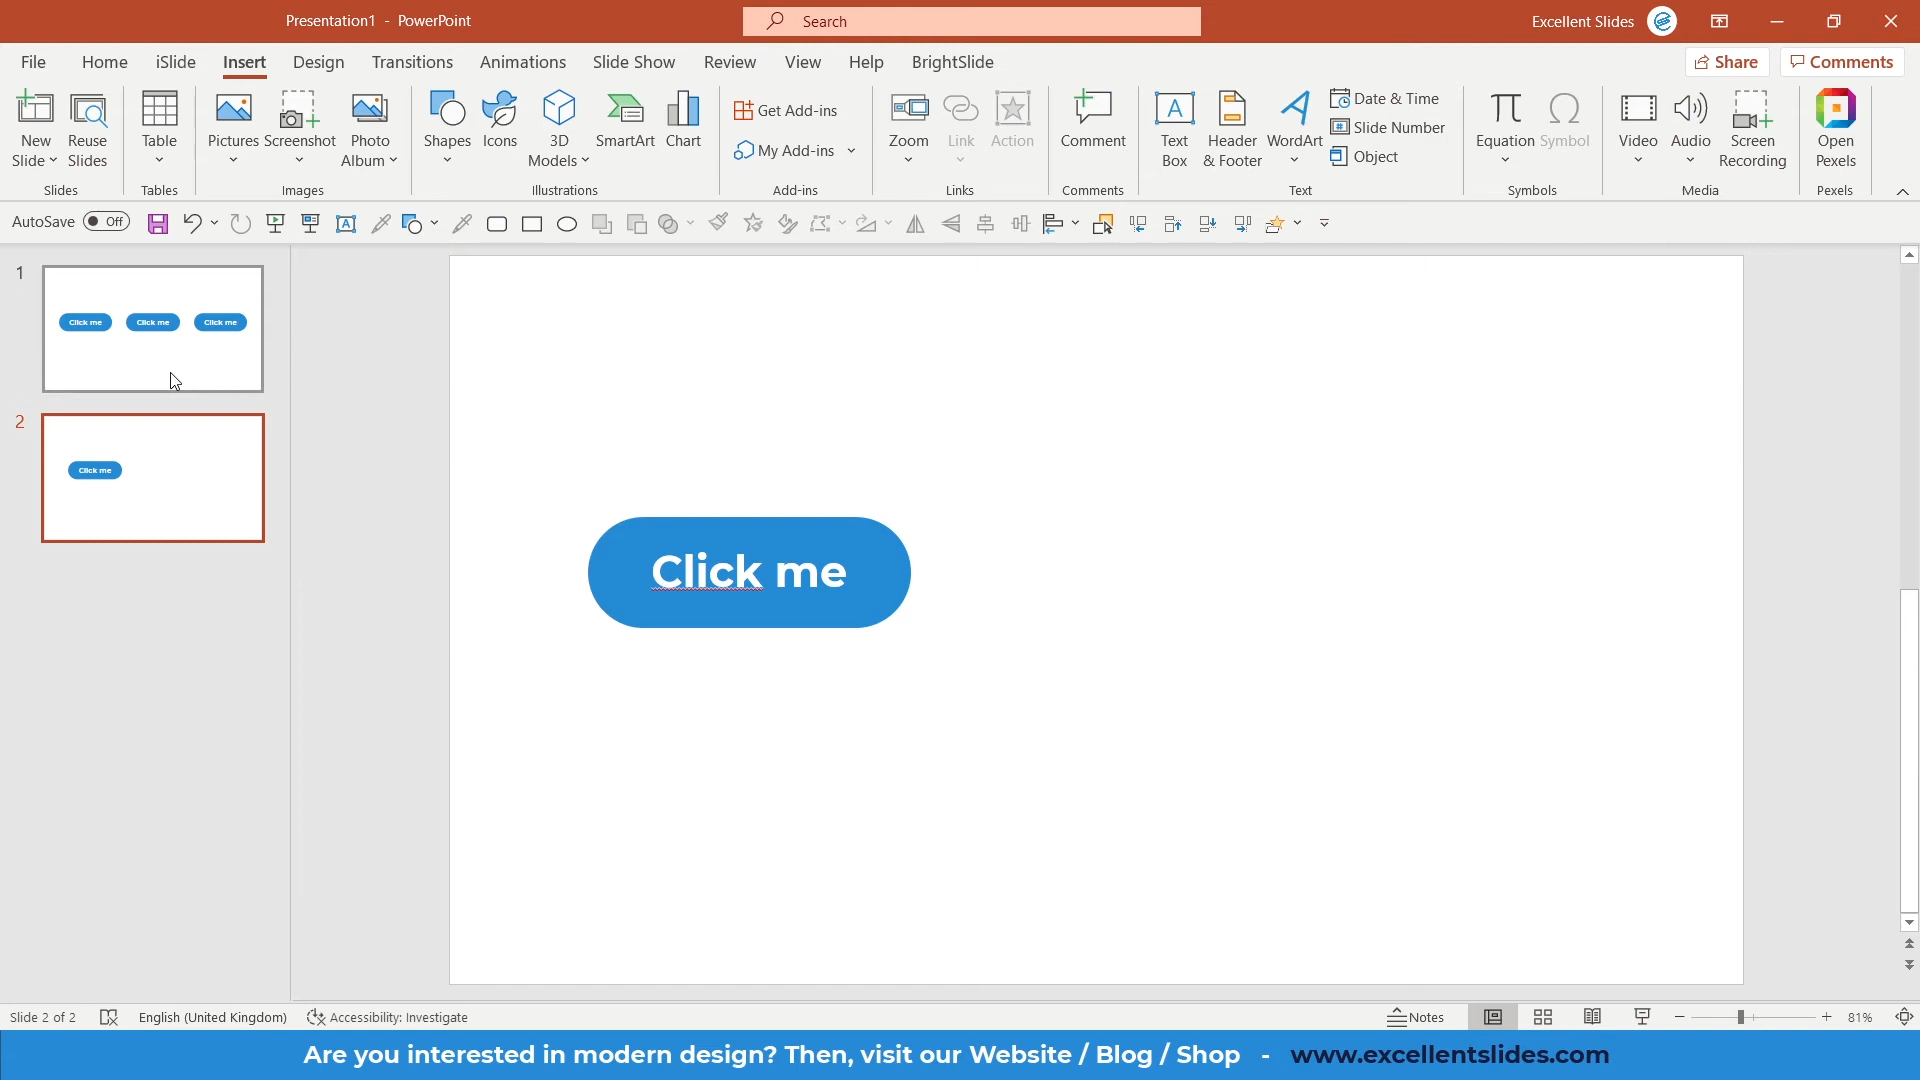 Presentation1 - PowerPoint
Search
Excellent Slides
File Home iSlide Insert Design Transitions Animations Slide Show Review View Help BrightSlide
Share Comments
New Slide
Reuse Slides
Slides
Table
Tables
Pictures
Screenshot
Photo Album
Images
Shapes
Icons
3D Models
SmartArt
Chart
Illustrations
Get Add-ins
My Add-ins
Add-ins
Zoom
Link
Action
Links
Comment
Comments
Text Box
Header & Footer
WordArt
Date & Time
Slide Number
Object
Text
Equation
Symbol
Symbols
Video
Audio
Screen Recording
Media
Open Pexels
Pexels
AutoSave Off
1
Click me Click me Click me
2
Click me
Click me
Slide 2 of 2 English (United Kingdom) Accessibility: Investigate Notes 81%
Are you interested in modern design? Then, visit our Website / Blog / Shop - www.excellentslides.com